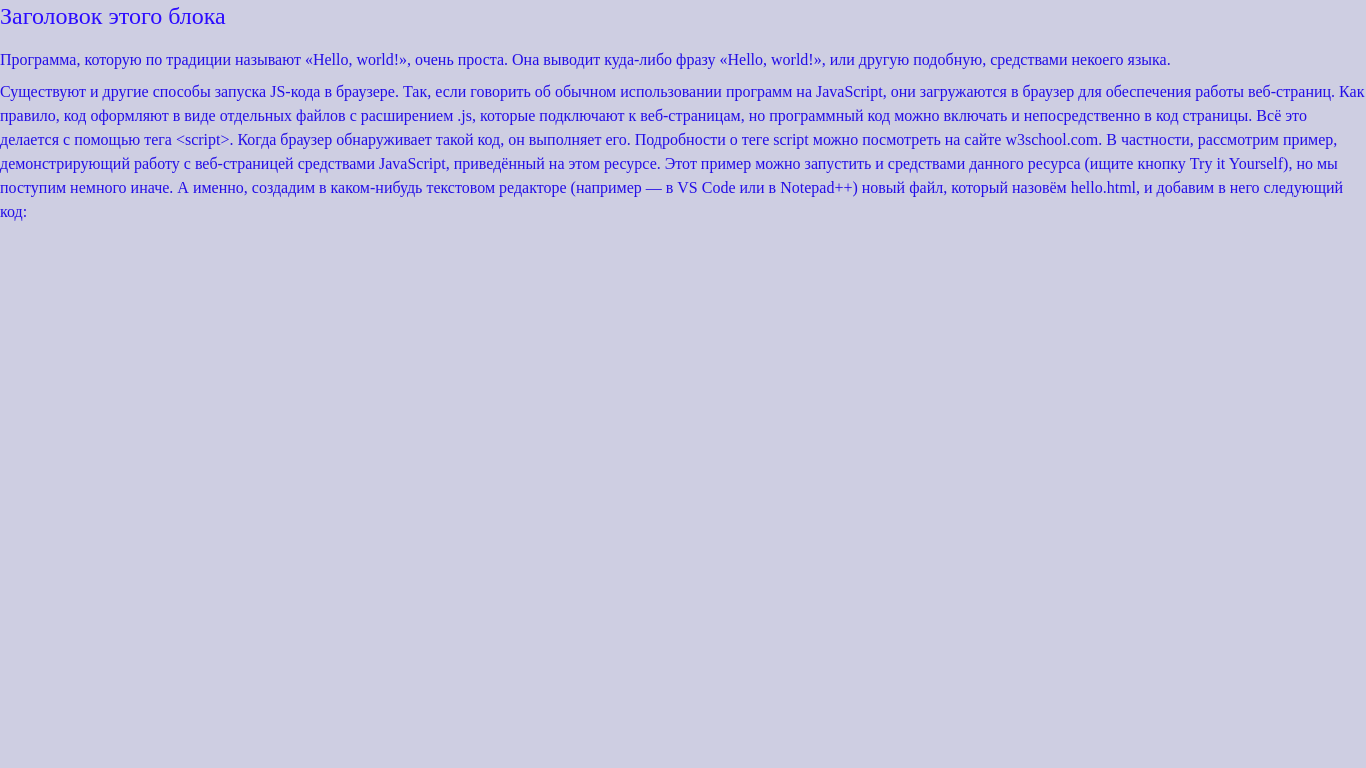 Заголовок этого блока
Программа, которую по традиции называют «Hello, world!», очень проста. Она выводит куда-либо фразу «Hello, world!», или другую подобную, средствами некоего языка.
Существуют и другие способы запуска JS-кода в браузере. Так, если говорить об обычном использовании программ на JavaScript, они загружаются в браузер для обеспечения работы веб-страниц. Как
правило, код оформляют в виде отдельных файлов с расширением .js, которые подключают к веб-страницам, но программный код можно включать и непосредственно в код страницы. Всё это
делается с помощью тега <script>. Когда браузер обнаруживает такой код, он выполняет его. Подробности о теге script можно посмотреть на сайте w3school.com. В частности, рассмотрим пример,
демонстрирующий работу с веб-страницей средствами JavaScript, приведённый на этом ресурсе. Этот пример можно запустить и средствами данного ресурса (ищите кнопку Try it Yourself), но мы
поступим немного иначе. А именно, создадим в каком-нибудь текстовом редакторе (например — в VS Code или в Notepad++) новый файл, который назовём hello.html, и добавим в него следующий
код: